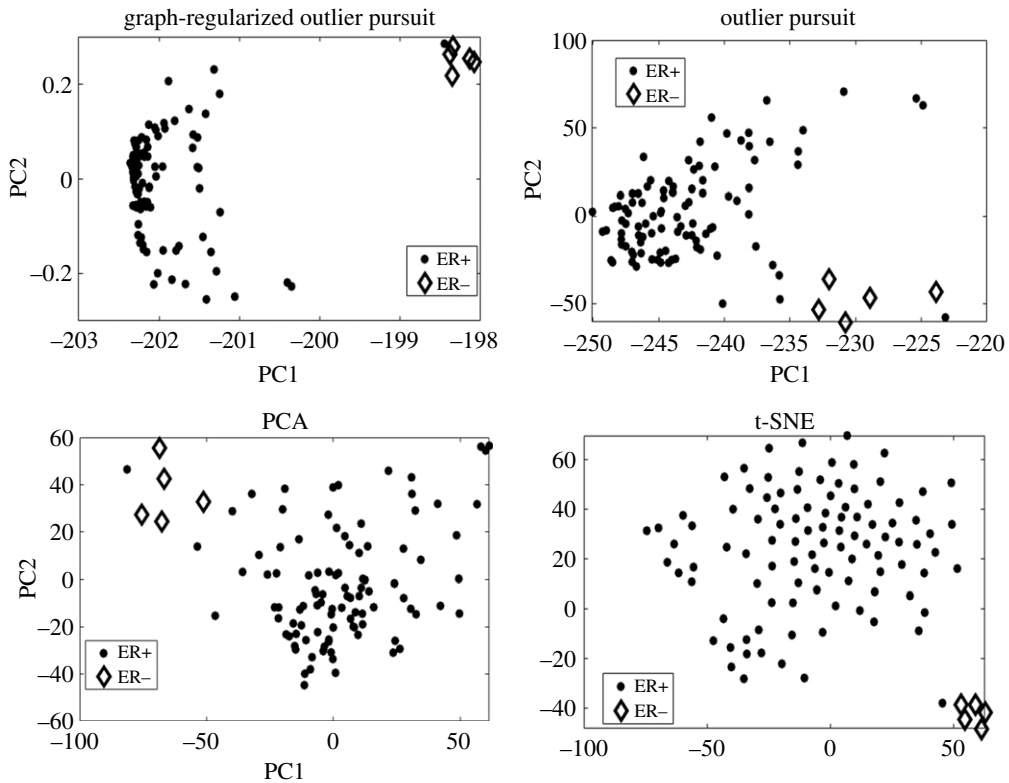 graph-regularized outlier pursuit
0.2
0
−0.2
PC2
ER+
ER−
−203 −202 −201 −200 −199 −198
PC1
outlier pursuit
100
50
0
−50
PC2
ER+
ER−
−250 −245 −240 −235 −230 −225 −220
PC1
PCA
60
40
20
0
−20
−40
−60
PC2
ER+
ER−
−100 −50 0 50
PC1
t-SNE
60
40
20
0
−20
−40
ER+
ER−
−100 −50 0 50